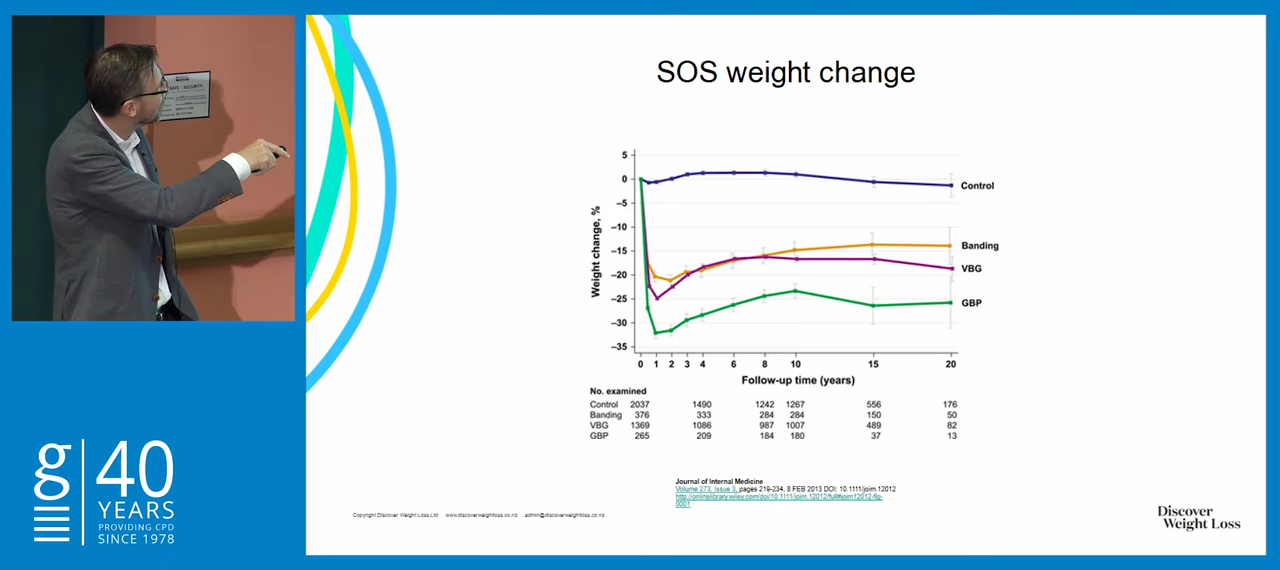 SAFE - SECURITY
g
40
YEARS
PROVIDING CPD
SINCE 1978
SOS weight change
Weight change, %
5
0
–5
–10
–15
–20
–25
–30
–35
Control
Banding
VBG
GBP
0 1 2 3 4 6 8 10 15 20
Follow-up time (years)
No. examined
Control 2037 1490 1242 1267 556 176
Banding 376 333 284 284 150 50
VBG 1369 1086 987 1007 489 82
GBP 265 209 184 180 37 13
Journal of Internal Medicine
Volume 273, Issue 3, pages 219-234, 8 FEB 2013 DOI: 10.1111/joim.12012
http://onlinelibrary.wiley.com/doi/10.1111/joim.12012/full#joim12012-fig-
0001
Copyright Discover Weight Loss Ltd www.discoverweightloss.co.nz admin@discoverweightloss.co.nz
Discover
Weight Loss